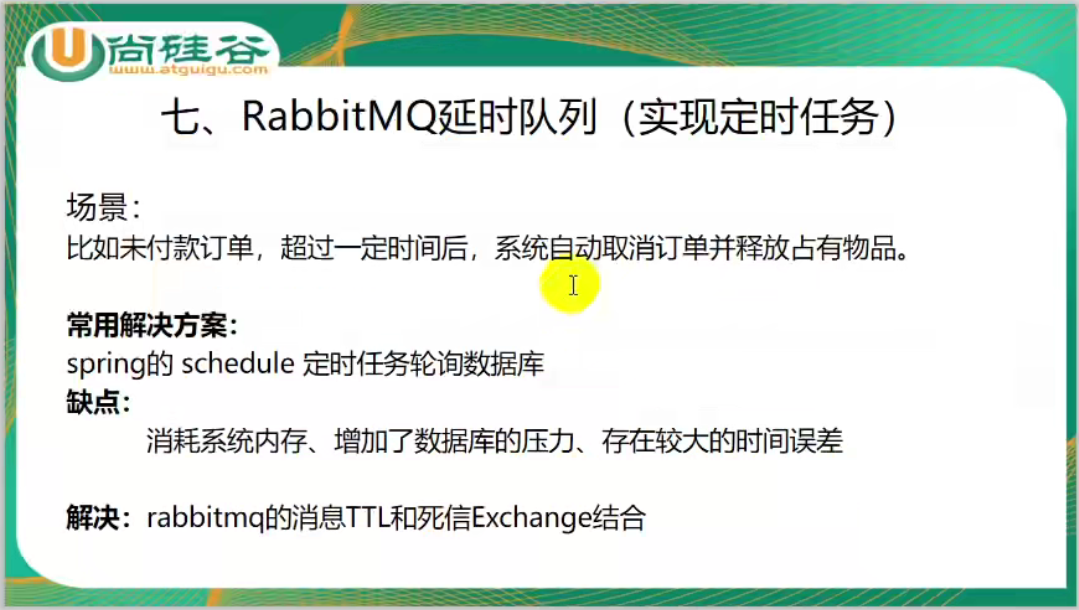 尚硅谷
www.atguigu.com
七、RabbitMQ延时队列（实现定时任务）
场景：
比如未付款订单，超过一定时间后，系统自动取消订单并释放占有物品。
常用解决方案：
spring的 schedule 定时任务轮询数据库
缺点：
消耗系统内存、增加了数据库的压力、存在较大的时间误差
解决：rabbitmq的消息TTL和死信Exchange结合